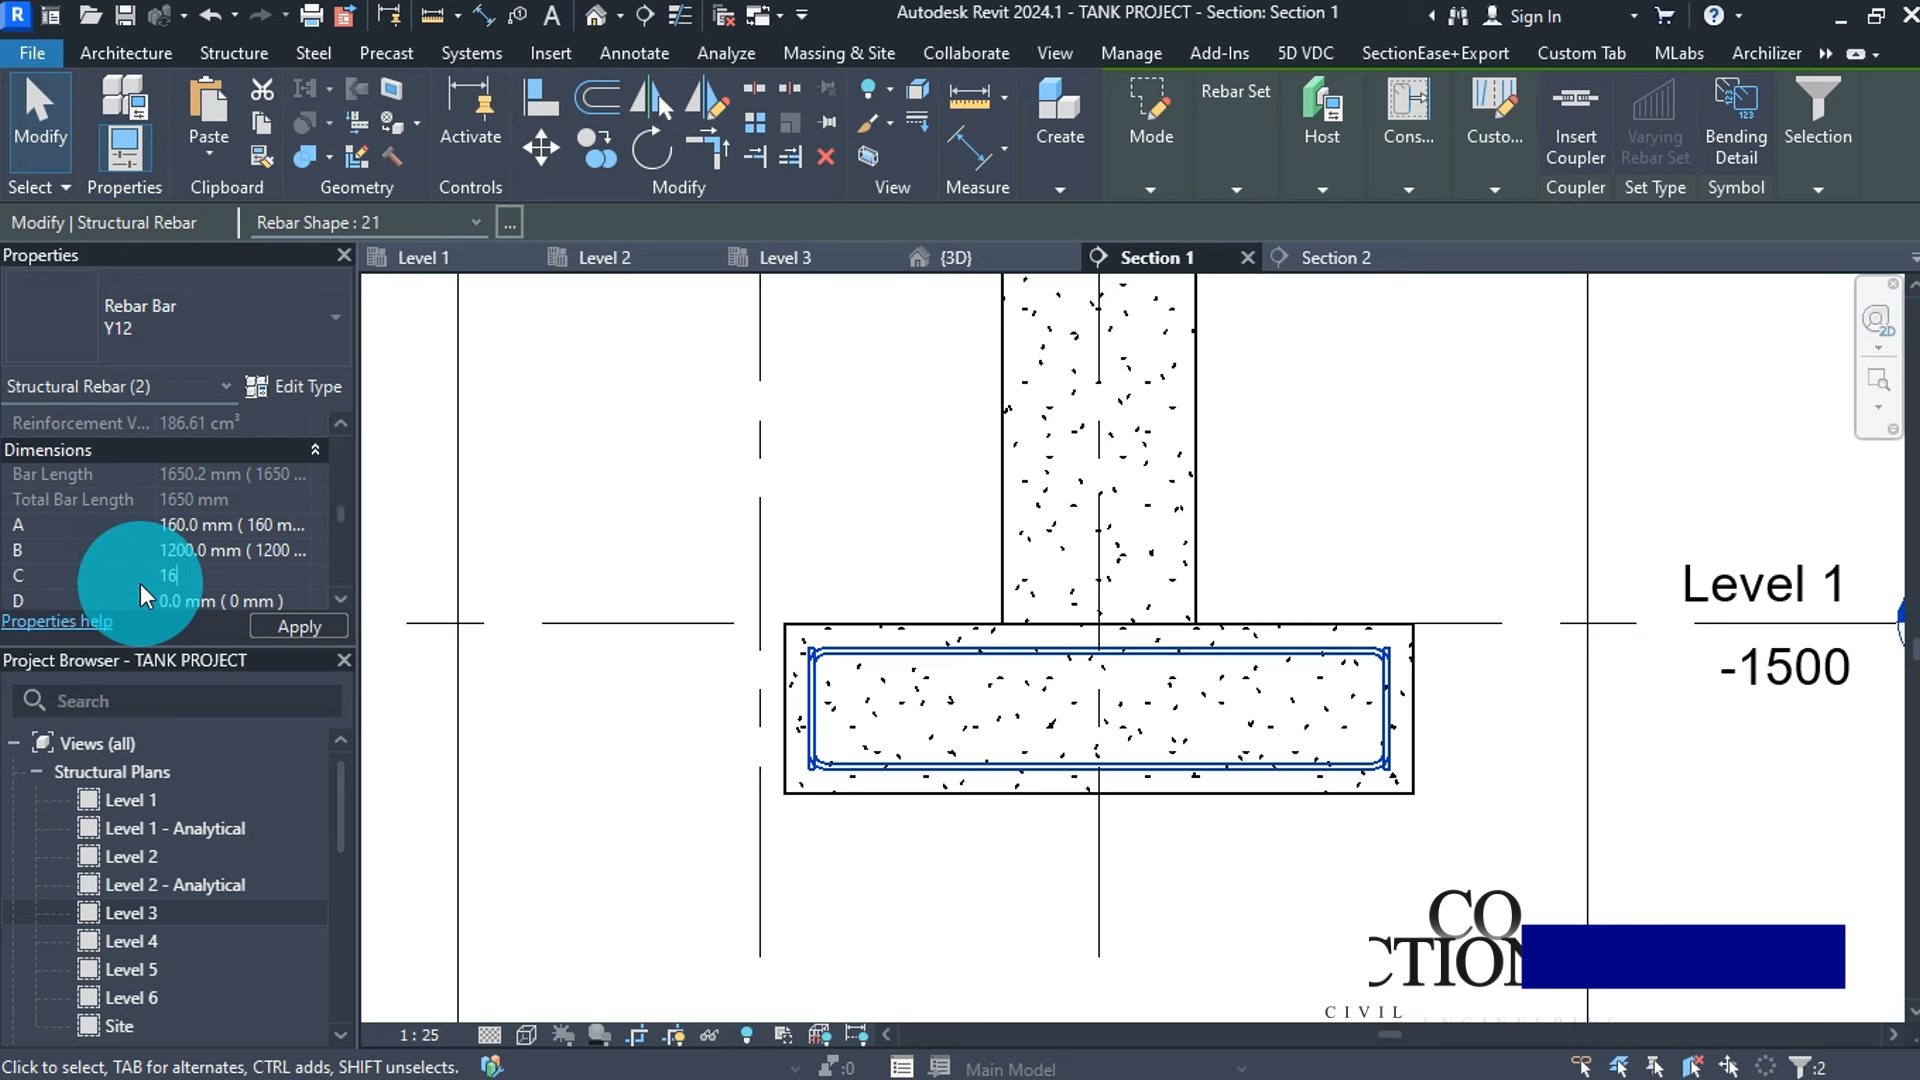 Autodesk Revit 2024.1 - TANK PROJECT - Section: Section 1
Sign In
File Architecture Structure Steel Precast Systems Insert Annotate Analyze Massing & Site Collaborate View Manage Add-Ins 5D VDC SectionEase+Export Custom Tab MLabs Archilizer
Modify
Paste
Activate
Create
Mode
Rebar Set
Host
Cons...
Custo...
Insert Coupler
Varying Rebar Set
Bending Detail
Selection
Select Properties Clipboard Geometry Controls Modify View Measure Coupler Set Type Symbol
Modify | Structural Rebar
Rebar Shape : 21
...
Properties
Level 1
Level 2
Level 3
{3D}
Section 1
Section 2
Rebar Bar
Y12
Structural Rebar (2)
Edit Type
Reinforcement V... 186.61 cm³
Dimensions
Bar Length 1650.2 mm ( 1650 ...
Total Bar Length 1650 mm
A 160.0 mm ( 160 m...
B 1200.0 mm ( 1200 ...
C 16
D 0.0 mm ( 0 mm )
Properties help
Apply
Project Browser - TANK PROJECT
Search
Views (all)
Structural Plans
Level 1
Level 1 - Analytical
Level 2
Level 2 - Analytical
Level 3
Level 4
Level 5
Level 6
Site
2D
Level 1
-1500
CO
CTION
CIVIL ENGINEERING
1 : 25
Click to select, TAB for alternates, CTRL adds, SHIFT unselects.
:0
Main Model
:2